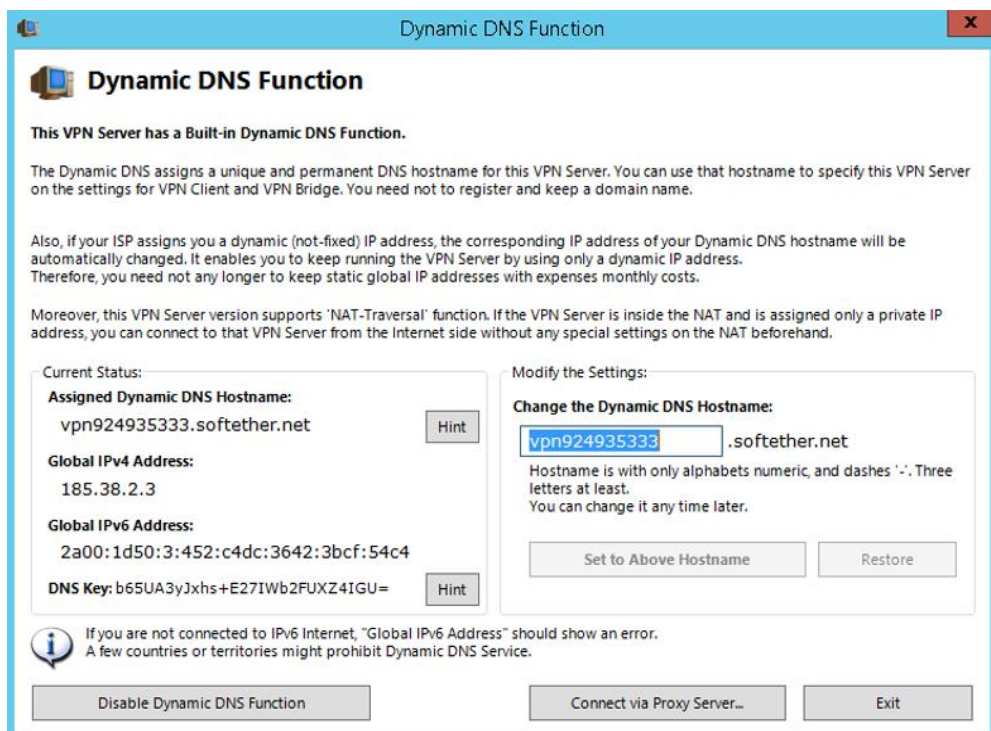 Dynamic DNS Function
x
Dynamic DNS Function
This VPN Server has a Built-in Dynamic DNS Function.
The Dynamic DNS assigns a unique and permanent DNS hostname for this VPN Server. You can use that hostname to specify this VPN Server
on the settings for VPN Client and VPN Bridge. You need not to register and keep a domain name.
Also, if your ISP assigns you a dynamic (not-fixed) IP address, the corresponding IP address of your Dynamic DNS hostname will be
automatically changed. It enables you to keep running the VPN Server by using only a dynamic IP address.
Therefore, you need not any longer to keep static global IP addresses with expenses monthly costs.
Moreover, this VPN Server version supports 'NAT-Traversal' function. If the VPN Server is inside the NAT and is assigned only a private IP
address, you can connect to that VPN Server from the Internet side without any special settings on the NAT beforehand.
Current Status:
Assigned Dynamic DNS Hostname:
vpn924935333.softether.net
Hint
Global IPv4 Address:
185.38.2.3
Global IPv6 Address:
2a00:1d50:3:452:c4dc:3642:3bcf:54c4
DNS Key: b65UA3yJxhs+E27IWb2FUXZ4IGU=
Hint
Modify the Settings:
Change the Dynamic DNS Hostname:
vpn924935333 .softether.net
Hostname is with only alphabets numeric, and dashes '-'. Three
letters at least.
You can change it any time later.
Set to Above Hostname
Restore
If you are not connected to IPv6 Internet, "Global IPv6 Address" should show an error.
A few countries or territories might prohibit Dynamic DNS Service.
Disable Dynamic DNS Function
Connect via Proxy Server...
Exit